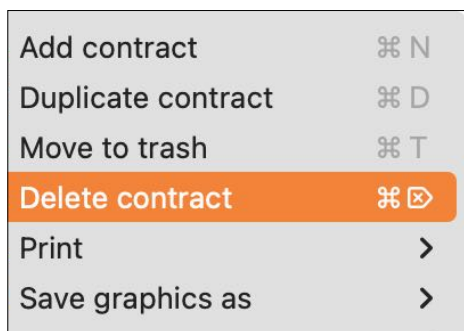 Add contract ⌘ N
Duplicate contract ⌘ D
Move to trash ⌘ T
Delete contract ⌘ ⌦
Print
Save graphics as